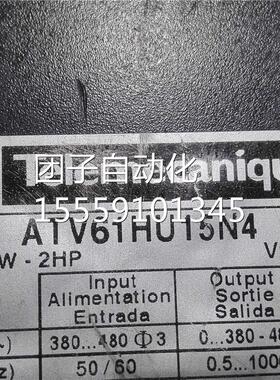 Telemecanique
团子自动化
15559101345
ATV61HU15N4
W - 2HP
V
Input
Output
Alimentation
Sortie
Entrada
Salida
~)
380...480 Φ 3
0...380 - 48
z)
50 / 60
0.5...100